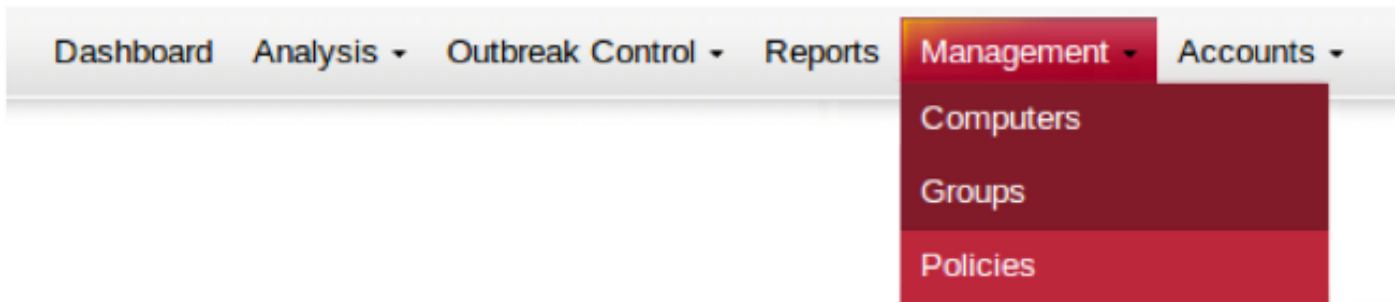 Dashboard Analysis Outbreak Control Reports Management Accounts
Computers
Groups
Policies